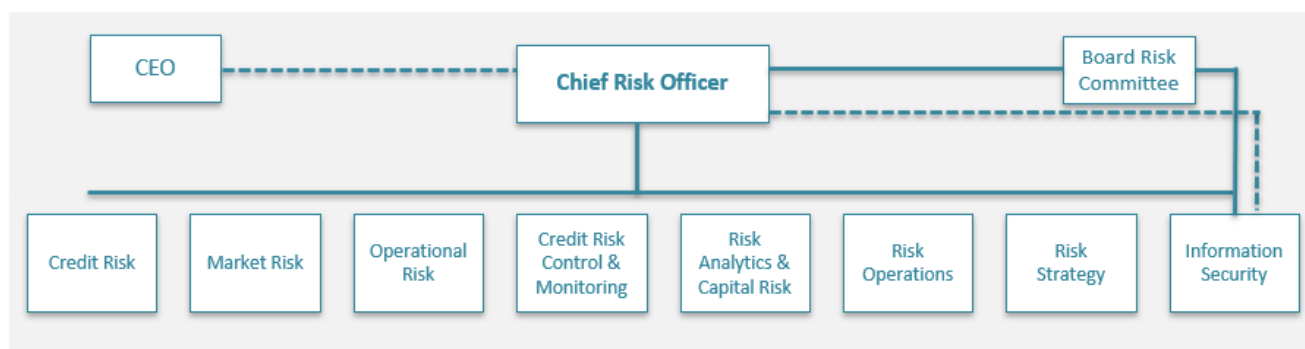 CEO
Chief Risk Officer
Board Risk
Committee
Credit Risk
Market Risk
Operational
Risk
Credit Risk
Control &
Monitoring
Risk
Analytics &
Capital Risk
Risk
Operations
Risk
Strategy
Information
Security